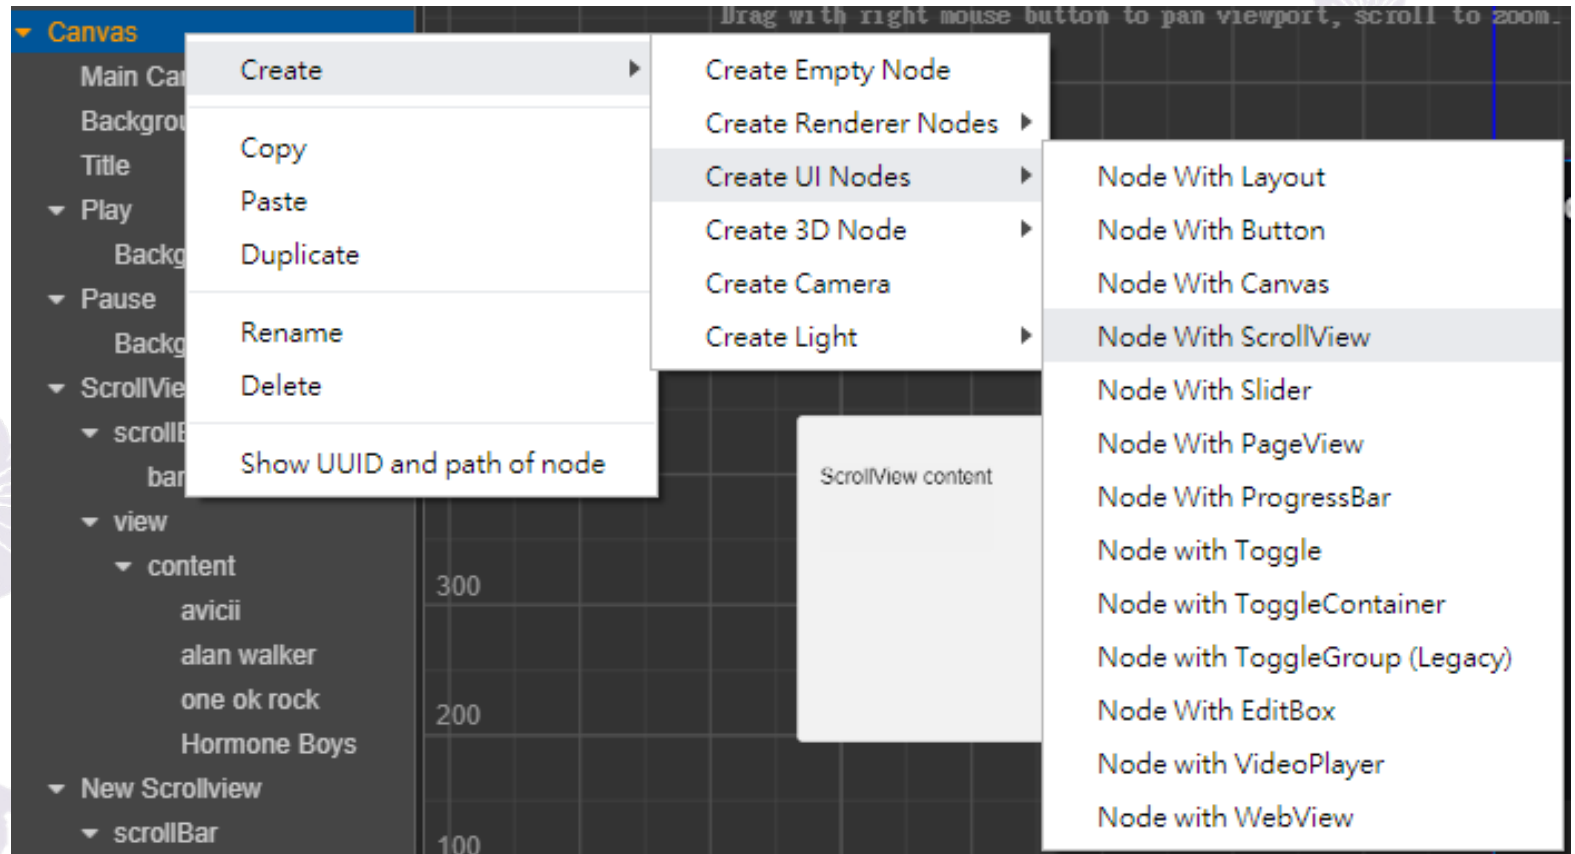 Drag with right mouse button to pan viewport, scroll to zoom.
Canvas
Main Ca
Backgrou
Title
Play
Backg
Pause
Backg
ScrollVie
scrollB
bar
view
content
avicii
alan walker
one ok rock
Hormone Boys
New Scrollview
scrollBar
Create
Copy
Paste
Duplicate
Rename
Delete
Show UUID and path of node
Create Empty Node
Create Renderer Nodes
Create UI Nodes
Create 3D Node
Create Camera
Create Light
Node With Layout
Node With Button
Node With Canvas
Node With ScrollView
Node With Slider
Node With PageView
Node With ProgressBar
Node with Toggle
Node with ToggleContainer
Node with ToggleGroup (Legacy)
Node With EditBox
Node with VideoPlayer
Node with WebView
ScrollView content
300
200
100